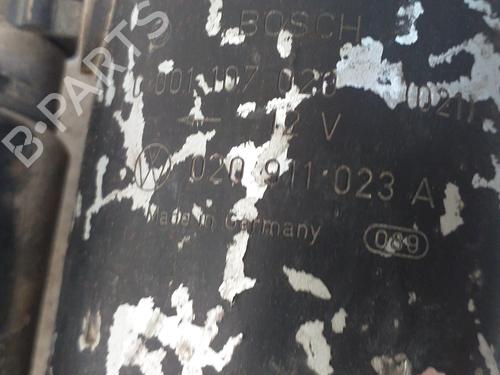 BOSCH
0 001 107 020
12 V
020 911 023 A
Made in Germany
089
B-PARTS